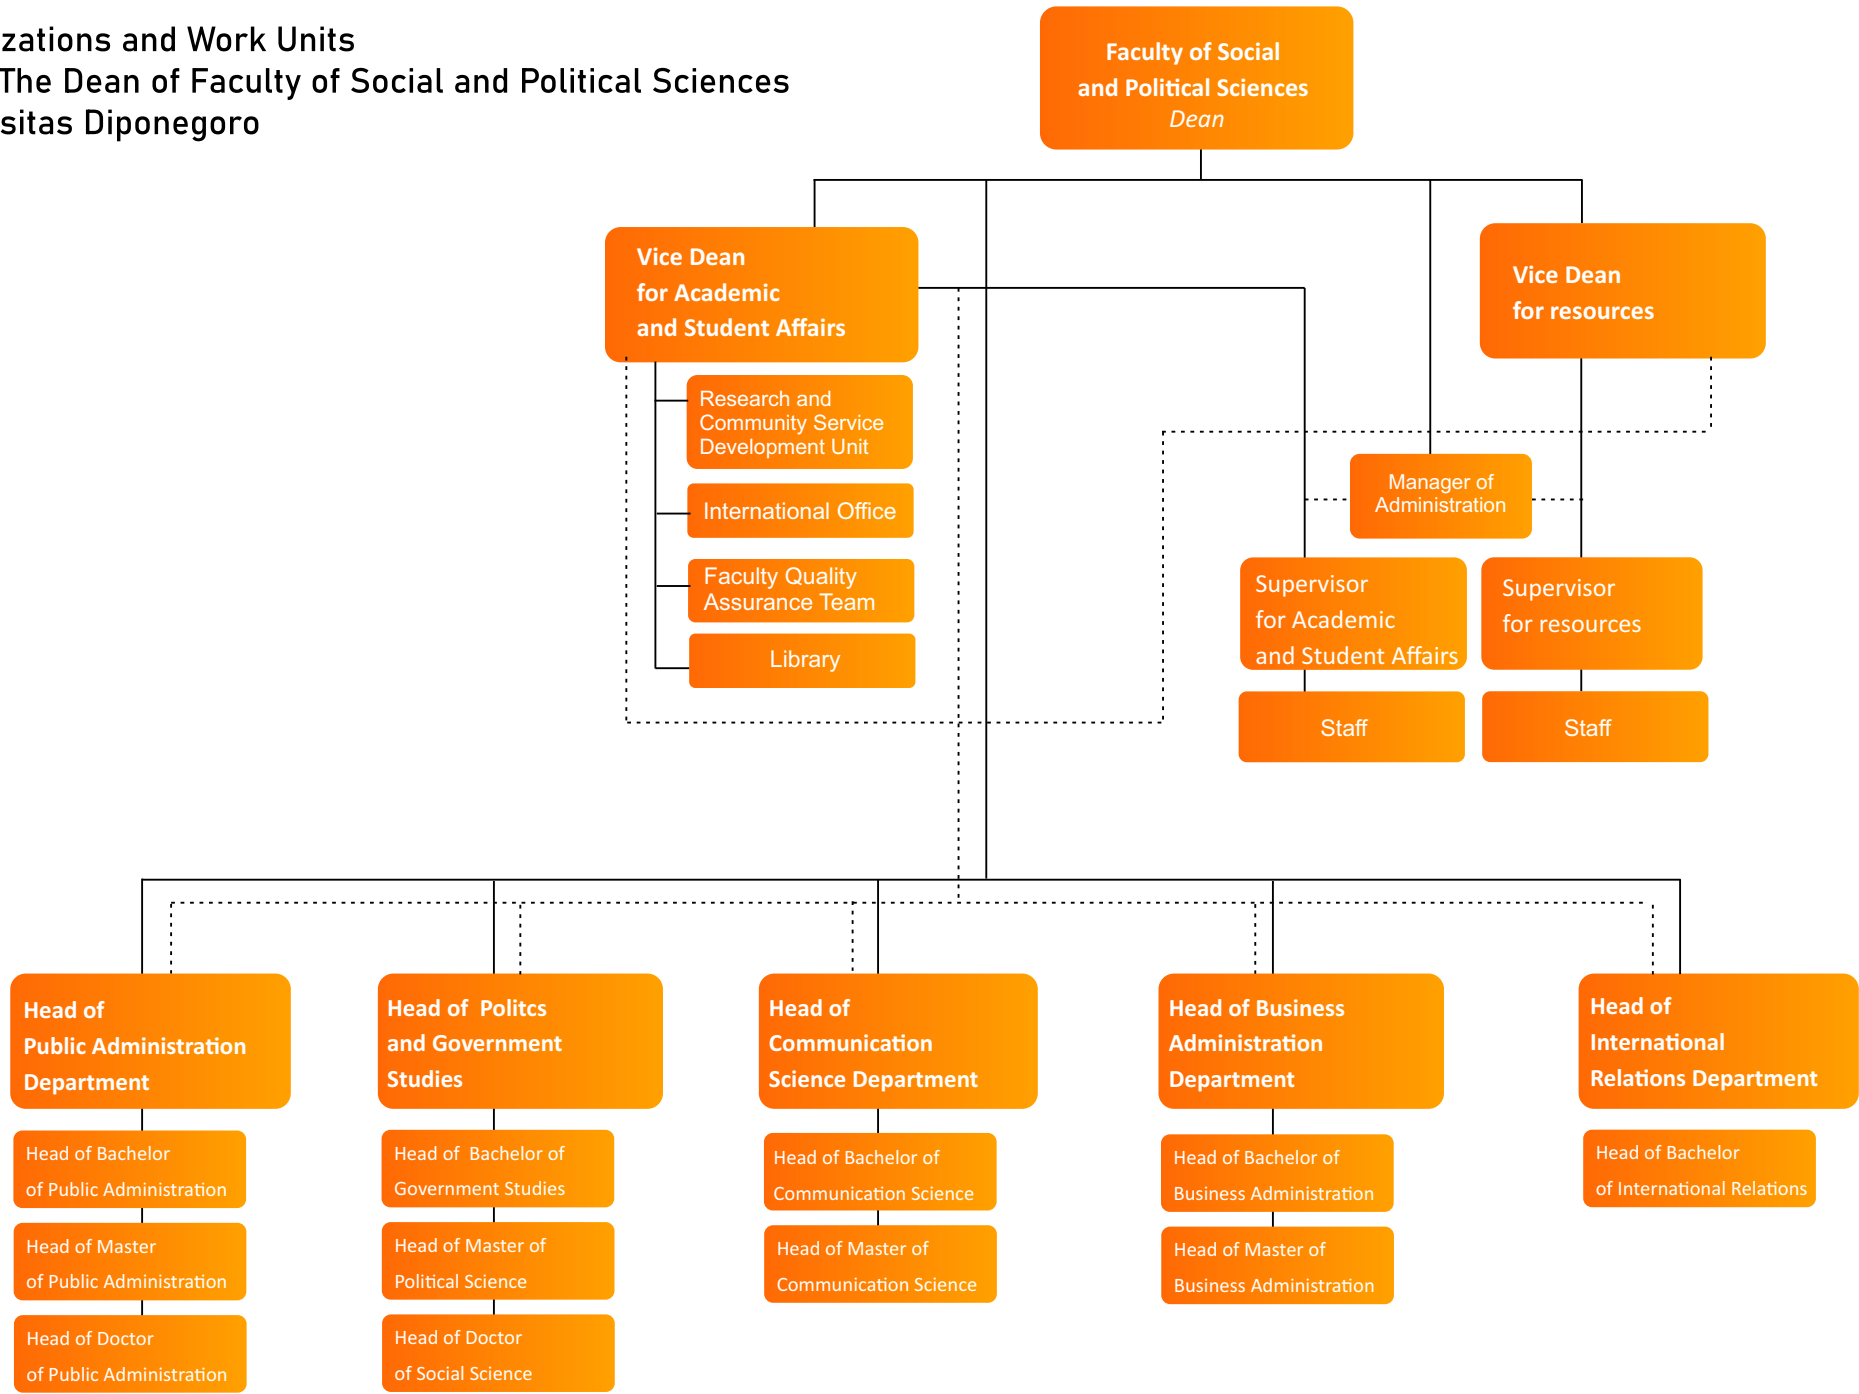 zations and Work Units
The Dean of Faculty of Social and Political Sciences
sitas Diponegoro
Faculty of Social
and Political Sciences
Dean
Vice Dean
for Academic
and Student Affairs
Vice Dean
for resources
Research and
Community Service
Development Unit
International Office
Faculty Quality
Assurance Team
Library
Manager of
Administration
Supervisor
for Academic
and Student Affairs
Supervisor
for resources
Staff
Staff
Head of
Public Administration
Department
Head of  Politcs
and Government
Studies
Head of
Communication
Science Department
Head of Business
Administration
Department
Head of
International
Relations Department
Head of Bachelor
of Public Administration
Head of Master
of Public Administration
Head of Doctor
of Public Administration
Head of  Bachelor of
Government Studies
Head of Master of
Political Science
Head of Doctor
of Social Science
Head of Bachelor of
Communication Science
Head of Master of
Communication Science
Head of Bachelor of
Business Administration
Head of Master of
Business Administration
Head of Bachelor
of International Relations